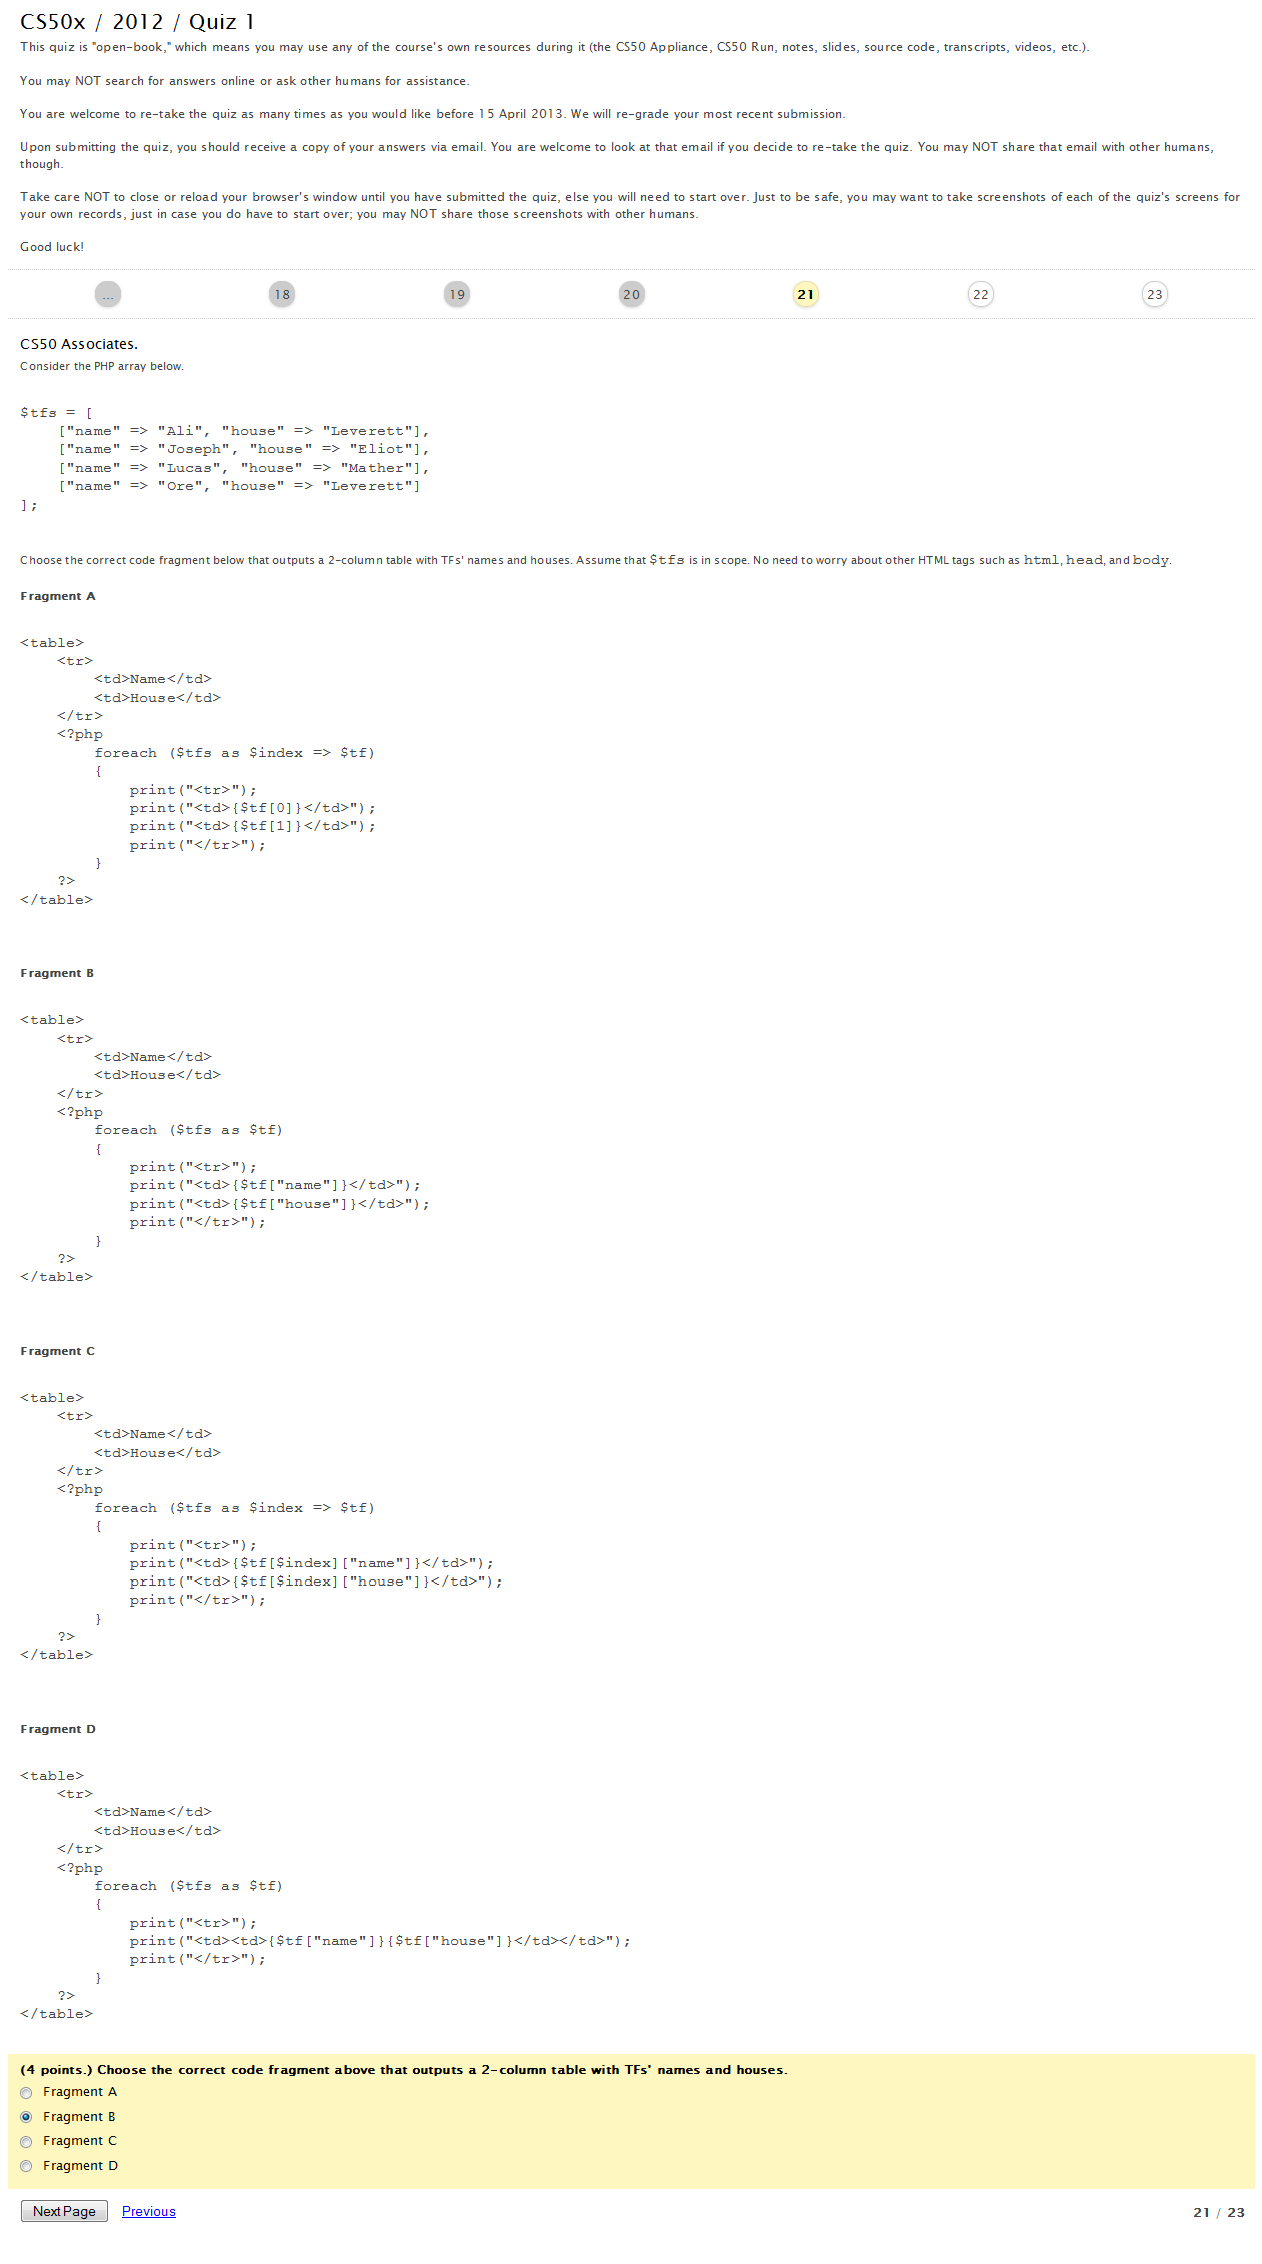 CS50x / 2012 / Quiz 1
This quiz is "open-book," which means you may use any of the course's own resources during it (the CS50 Appliance, CS50 Run, notes, slides, source code, transcripts, videos, etc.).
You may NOT search for answers online or ask other humans for assistance.
You are welcome to re-take the quiz as many times as you would like before 15 April 2013. We will re-grade your most recent submission.
Upon submitting the quiz, you should receive a copy of your answers via email. You are welcome to look at that email if you decide to re-take the quiz. You may NOT share that email with other humans,
though.
Take care NOT to close or reload your browser's window until you have submitted the quiz, else you will need to start over. Just to be safe, you may want to take screenshots of each of the quiz's screens for
your own records, just in case you do have to start over; you may NOT share those screenshots with other humans.
Good luck!
... 18 19 20 21 22 23
CS50 Associates.
Consider the PHP array below.
$tfs = [
    ["name" => "Ali", "house" => "Leverett"],
    ["name" => "Joseph", "house" => "Eliot"],
    ["name" => "Lucas", "house" => "Mather"],
    ["name" => "Ore", "house" => "Leverett"]
];
Choose the correct code fragment below that outputs a 2-column table with TFs' names and houses. Assume that $tfs is in scope. No need to worry about other HTML tags such as html, head, and body.
Fragment A
<table>
    <tr>
        <td>Name</td>
        <td>House</td>
    </tr>
    <?php
        foreach ($tfs as $index => $tf)
        {
            print("<tr>");
            print("<td>{$tf[0]}</td>");
            print("<td>{$tf[1]}</td>");
            print("</tr>");
        }
    ?>
</table>
Fragment B
<table>
    <tr>
        <td>Name</td>
        <td>House</td>
    </tr>
    <?php
        foreach ($tfs as $tf)
        {
            print("<tr>");
            print("<td>{$tf["name"]}</td>");
            print("<td>{$tf["house"]}</td>");
            print("</tr>");
        }
    ?>
</table>
Fragment C
<table>
    <tr>
        <td>Name</td>
        <td>House</td>
    </tr>
    <?php
        foreach ($tfs as $index => $tf)
        {
            print("<tr>");
            print("<td>{$tf[$index]["name"]}</td>");
            print("<td>{$tf[$index]["house"]}</td>");
            print("</tr>");
        }
    ?>
</table>
Fragment D
<table>
    <tr>
        <td>Name</td>
        <td>House</td>
    </tr>
    <?php
        foreach ($tfs as $tf)
        {
            print("<tr>");
            print("<td><td>{$tf["name"]}{$tf["house"]}</td></td>");
            print("</tr>");
        }
    ?>
</table>
(4 points.) Choose the correct code fragment above that outputs a 2-column table with TFs' names and houses.
Fragment A
Fragment B
Fragment C
Fragment D
Next Page Previous 21 / 23